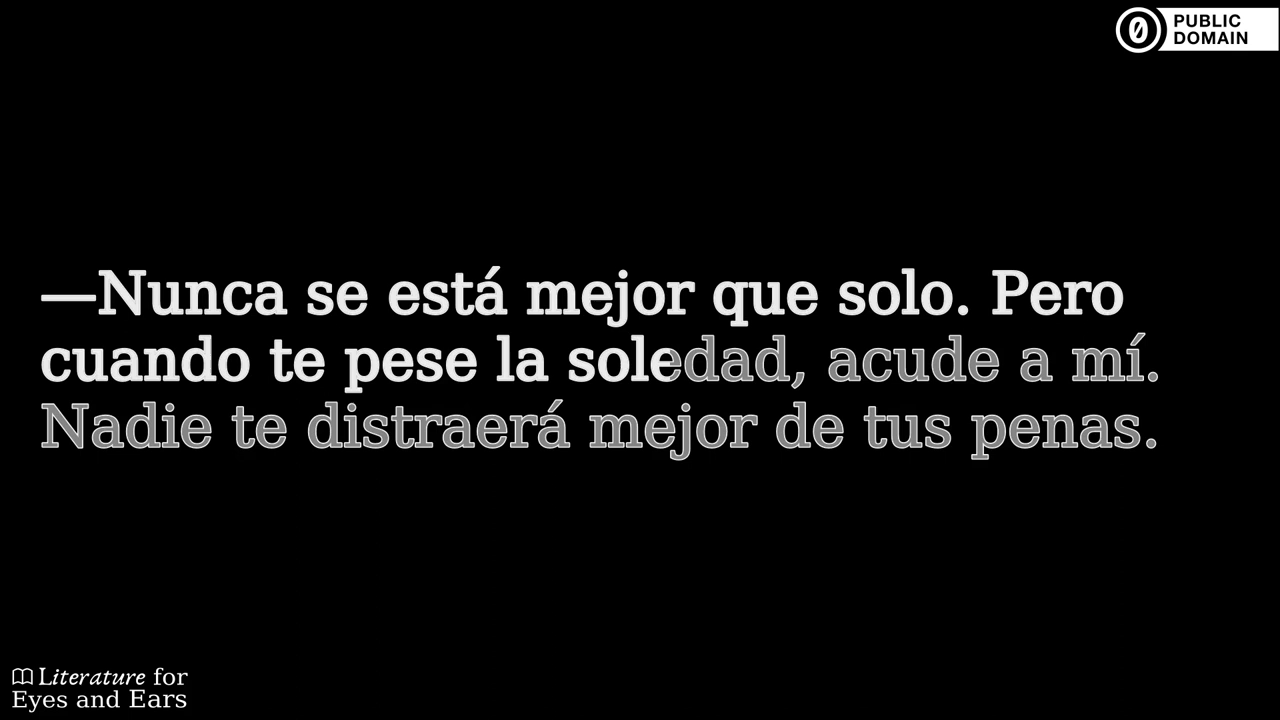 PUBLIC
DOMAIN
—Nunca se está mejor que solo. Pero
cuando te pese la soledad, acude a mí.
Nadie te distraerá mejor de tus penas.
Literature for
Eyes and Ears